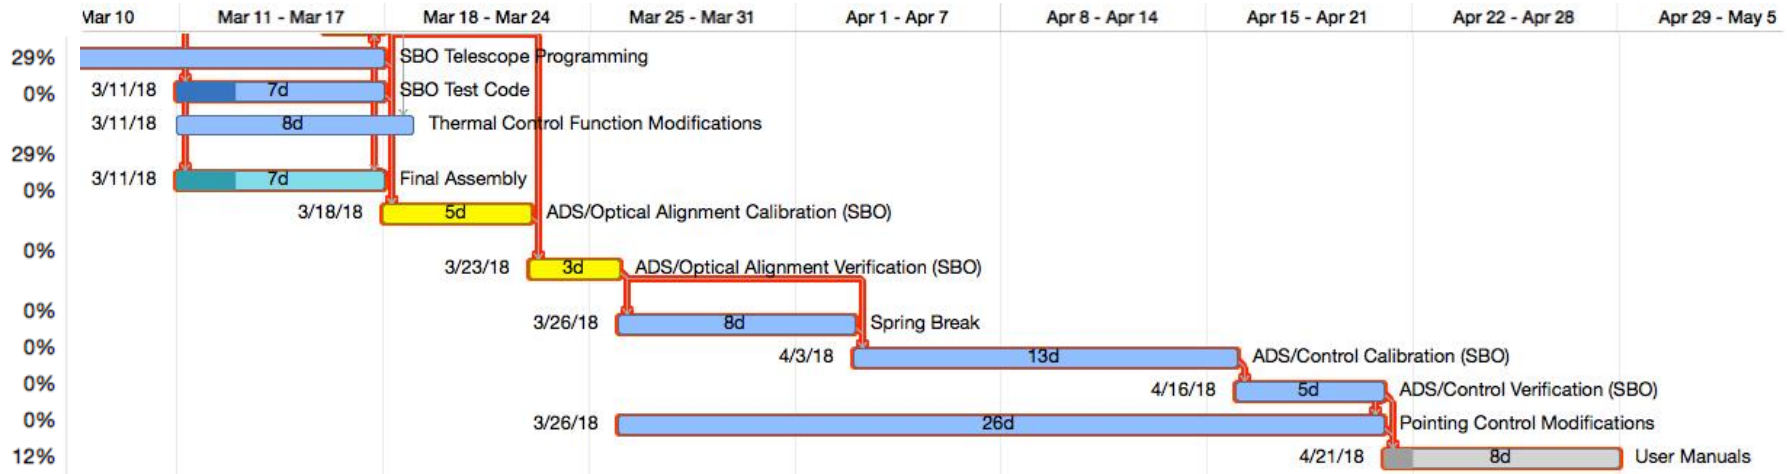 Mar 10 Mar 11 - Mar 17 Mar 18 - Mar 24 Mar 25 - Mar 31 Apr 1 - Apr 7 Apr 8 - Apr 14 Apr 15 - Apr 21 Apr 22 - Apr 28 Apr 29 - May 5
29% SBO Telescope Programming
0% 3/11/18 7d SBO Test Code
3/11/18 8d Thermal Control Function Modifications
29%
3/11/18 7d Final Assembly
0%
3/18/18 5d ADS/Optical Alignment Calibration (SBO)
0%
3/23/18 3d ADS/Optical Alignment Verification (SBO)
0%
3/26/18 8d Spring Break
0%
4/3/18 13d ADS/Control Calibration (SBO)
0%
4/16/18 5d ADS/Control Verification (SBO)
0%
3/26/18 26d Pointing Control Modifications
12% 4/21/18 8d User Manuals